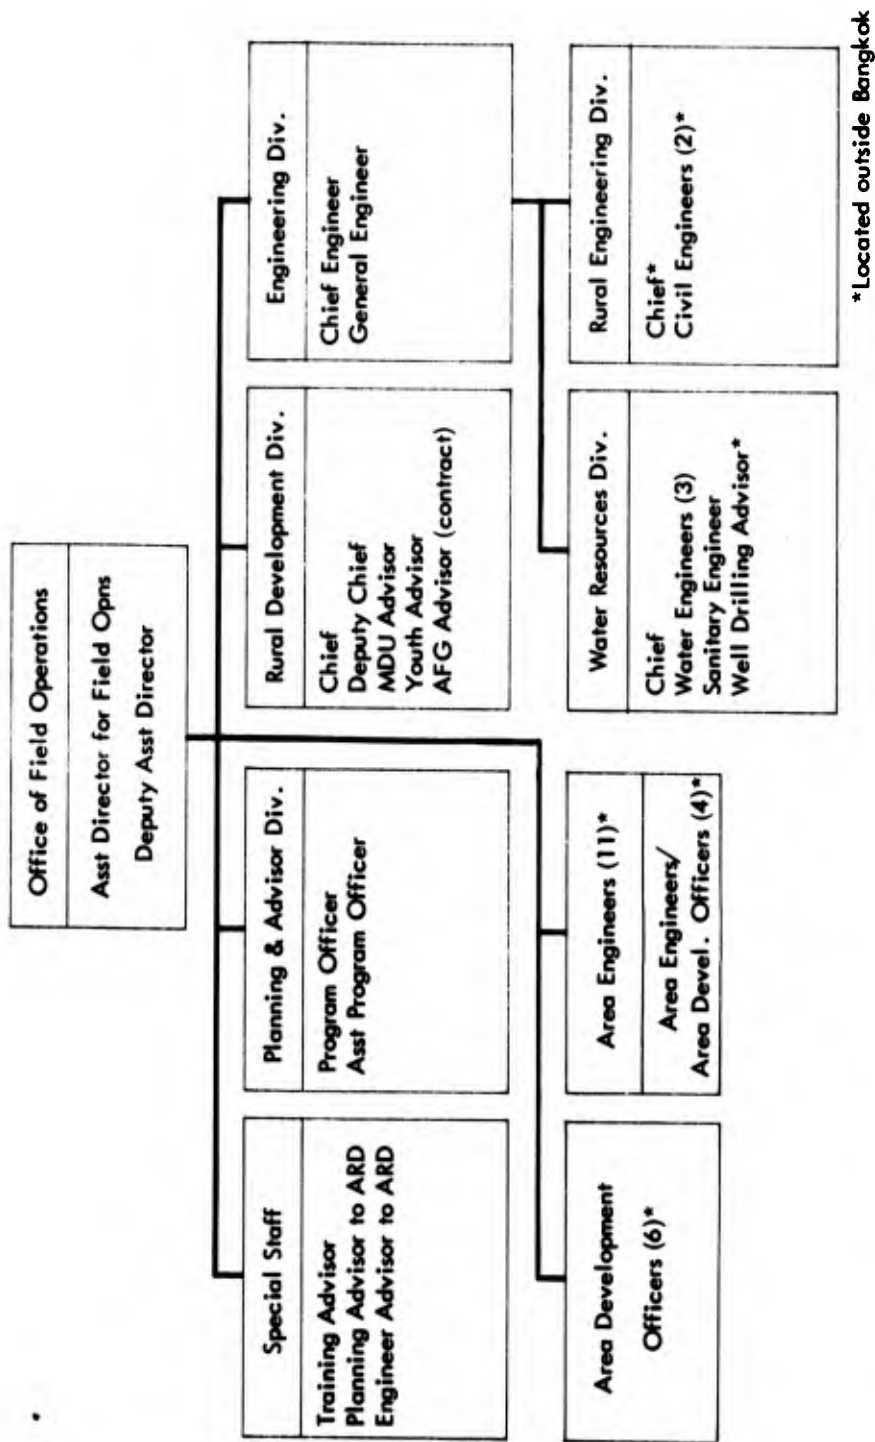 Office of Field Operations
Asst Director for Field Opns
Deputy Asst Director
Special Staff
Training Advisor
Planning Advisor to ARD
Engineer Advisor to ARD
Planning & Advisor Div.
Program Officer
Asst Program Officer
Rural Development Div.
Chief
Deputy Chief
MDU Advisor
Youth Advisor
AFG Advisor (contract)
Engineering Div.
Chief Engineer
General Engineer
Area Development
Officers (6)*
Area Engineers (11)*
Area Engineers/
Area Devel. Officers (4)*
Water Resources Div.
Chief
Water Engineers (3)
Sanitary Engineer
Well Drilling Advisor*
Rural Engineering Div.
Chief*
Civil Engineers (2)*
*Located outside Bangkok